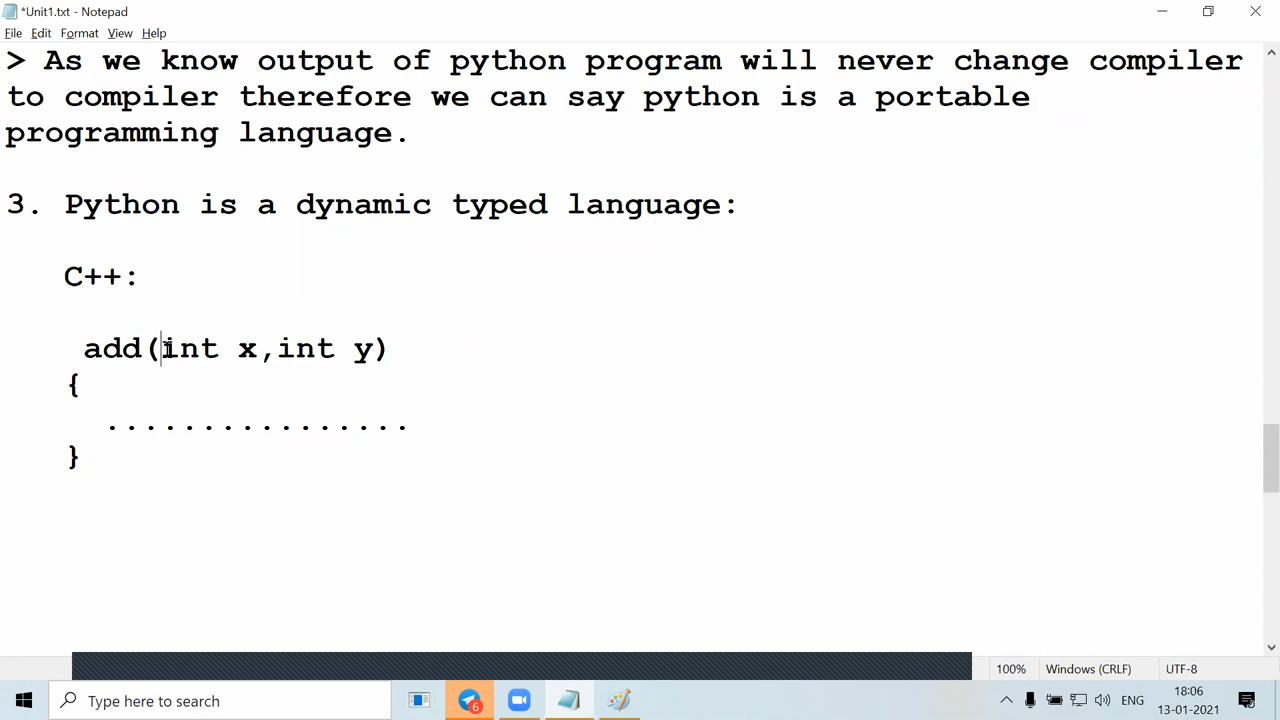 *Unit1.txt - Notepad
File Edit Format View Help
> As we know output of python program will never change compiler
to compiler therefore we can say python is a portable
programming language.
3. Python is a dynamic typed language:
C++:
add(int x,int y)
{
................
}
100% Windows (CRLF) UTF-8
Type here to search
6
ENG
18:06
13-01-2021